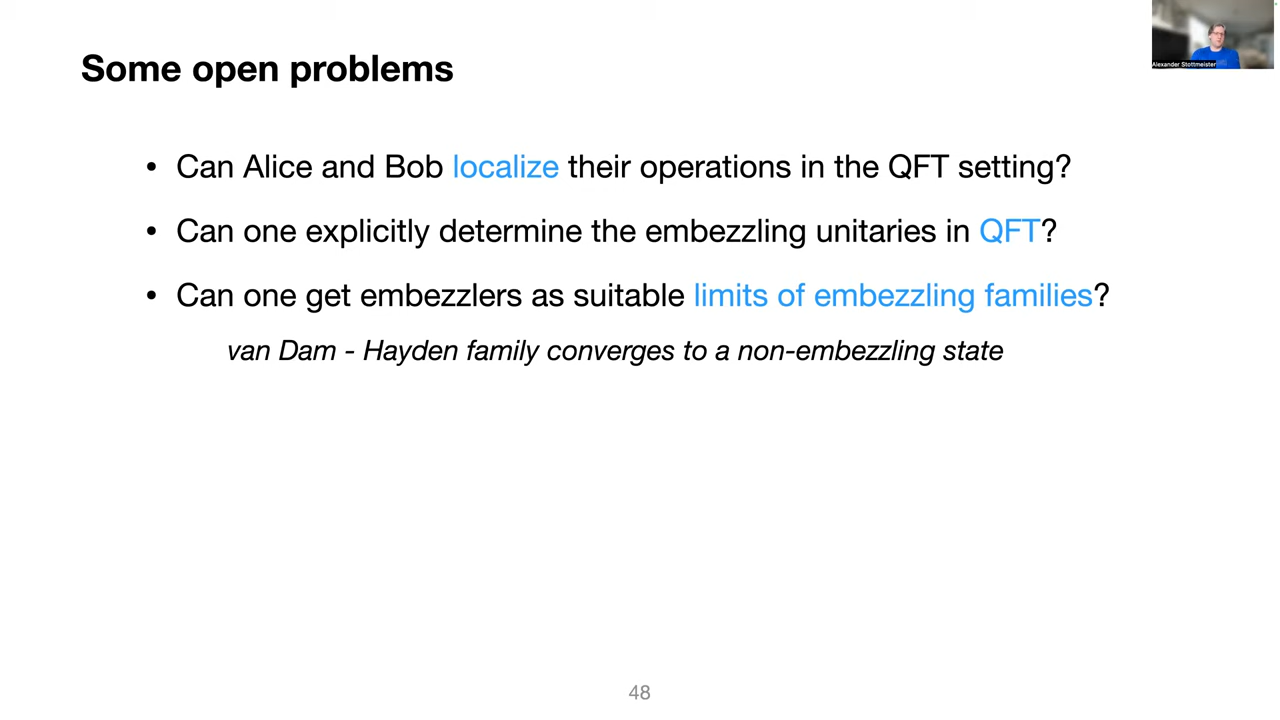 Some open problems
Alexander Stottmeister
• Can Alice and Bob localize their operations in the QFT setting?
• Can one explicitly determine the embezzling unitaries in QFT?
• Can one get embezzlers as suitable limits of embezzling families?
van Dam - Hayden family converges to a non-embezzling state
48